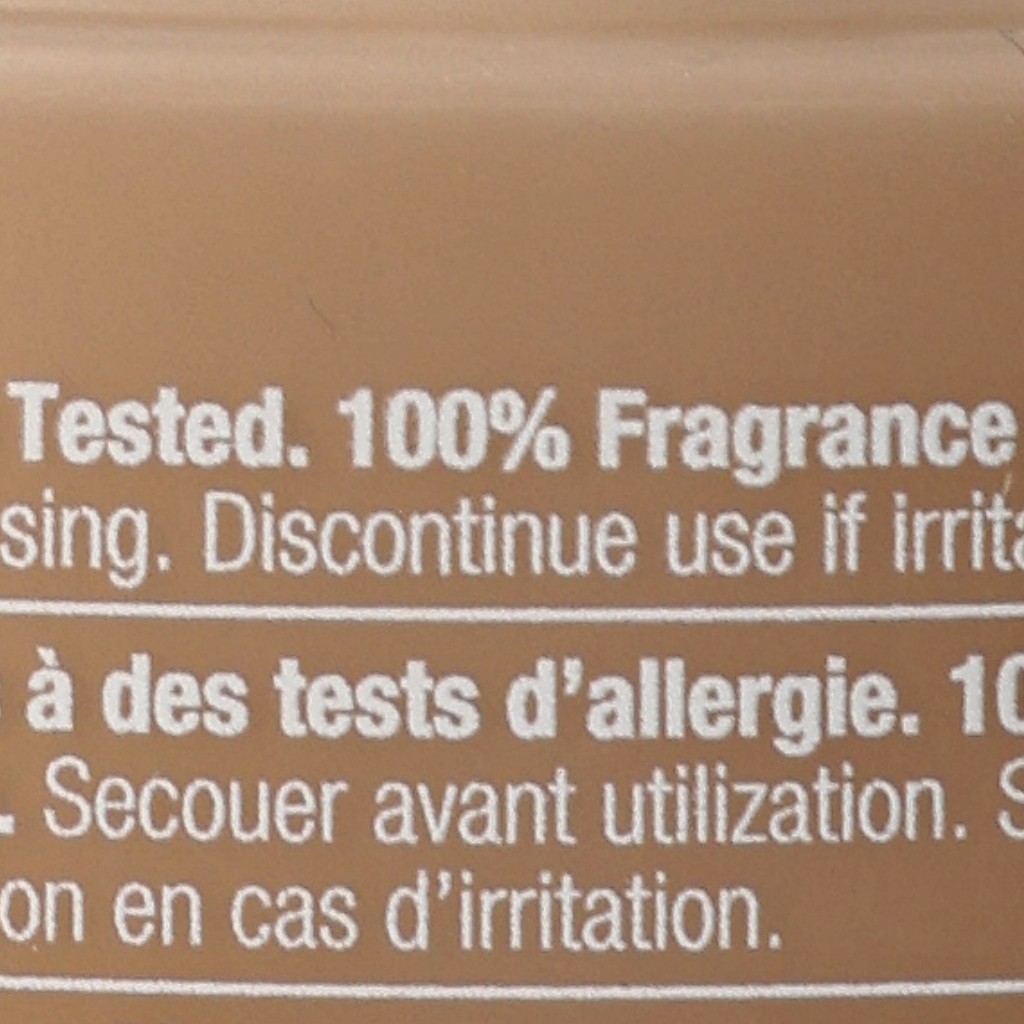 Tested. 100% Fragrance
sing. Discontinue use if irrita
à des tests d’allergie. 10
. Secouer avant utilization. S
on en cas d’irritation.